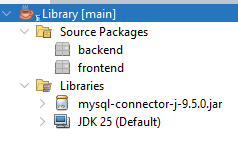 Library [main]
Source Packages
backend
frontend
Libraries
mysql-connector-j-9.5.0.jar
JDK 25 (Default)